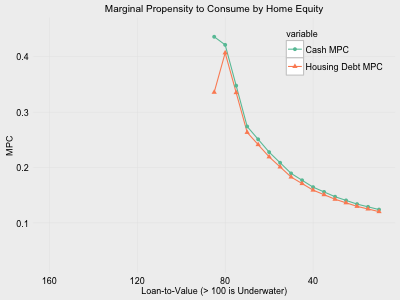 Marginal Propensity to Consume by Home Equity
variable
Cash MPC
Housing Debt MPC
MPC
0.4
0.3
0.2
0.1
160 120 80 40
Loan-to-Value (> 100 is Underwater)